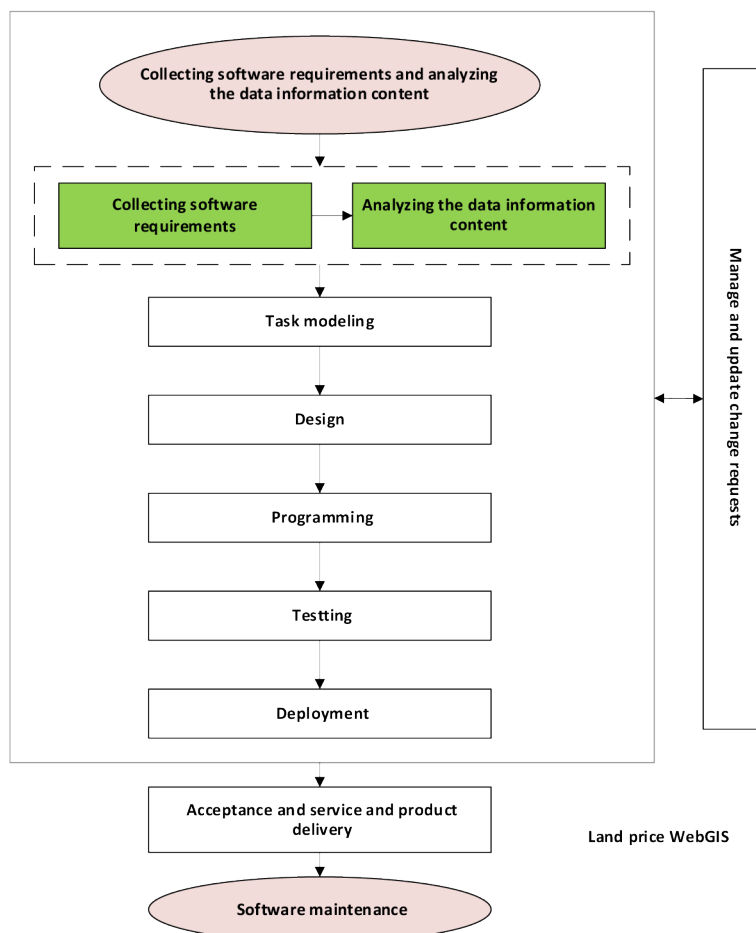 Collecting software requirements and analyzing
the data information content
Collecting software
requirements
Analyzing the data information
content
Task modeling
Design
Programming
Testting
Deployment
Manage and update change requests
Acceptance and service and product
delivery
Land price WebGIS
Software maintenance